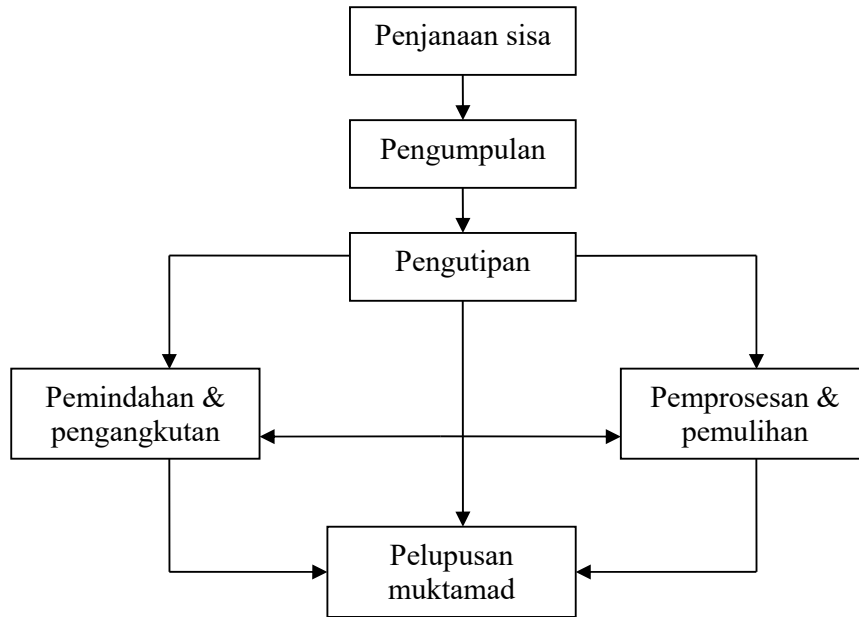 Penjanaan sisa
Pengumpulan
Pengutipan
Pemindahan &
pengangkutan
Pemprosesan &
pemulihan
Pelupusan
muktamad